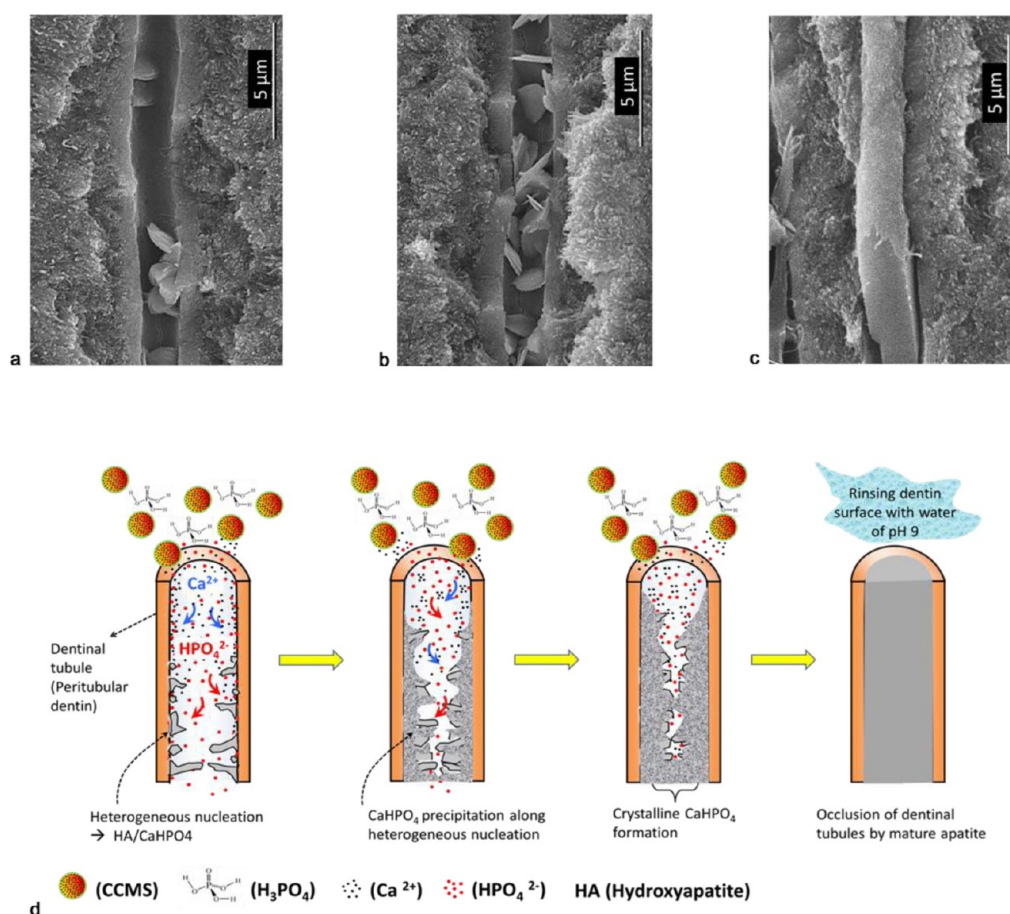 5 µm
5 µm
5 µm
a
b
c
Ca²⁺
HPO₄²⁻
Dentinal
tubule
(Peritubular
dentin)
Heterogeneous nucleation
→ HA/CaHPO4
CaHPO₄ precipitation along
heterogeneous nucleation
Crystalline CaHPO₄
formation
Rinsing dentin
surface with water
of pH 9
Occlusion of dentinal
tubules by mature apatite
(CCMS)
(H₃PO₄)
(Ca ²⁺)
(HPO₄ ²⁻)
HA (Hydroxyapatite)
d